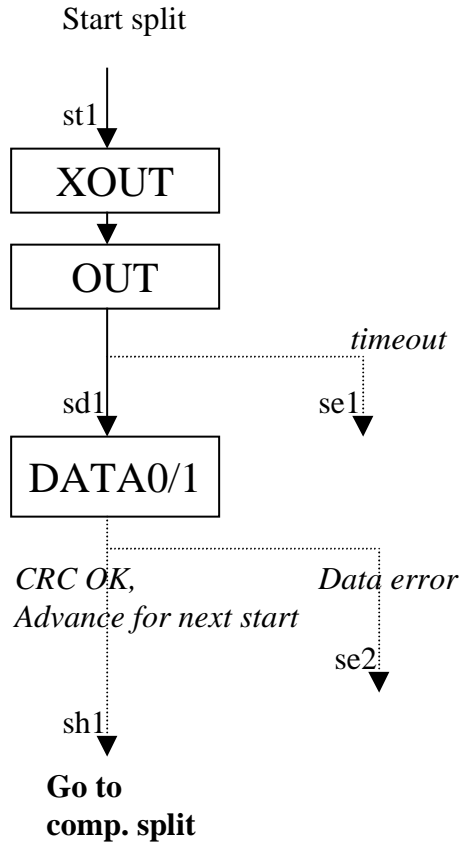 Start split
st1
XOUT
OUT
timeout
sd1
se1
DATA0/1
CRC OK,
Data error
Advance for next start
se2
sh1
Go to
comp. split